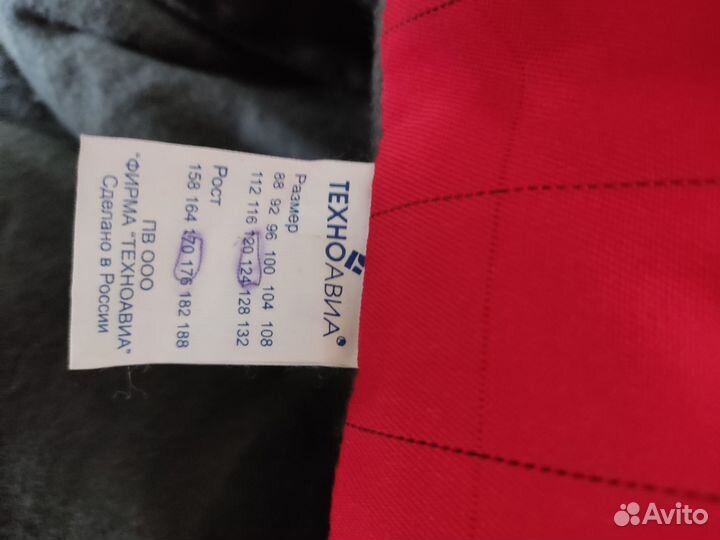 ТЕХНОАВИА
Размер
88 92 96 100 104 108
112 116 120 124 128 132
Рост
158 164 170 176 182 188
ПВ ООО
"ФИРМА "ТЕХНОАВИА"
Сделано в России
Avito